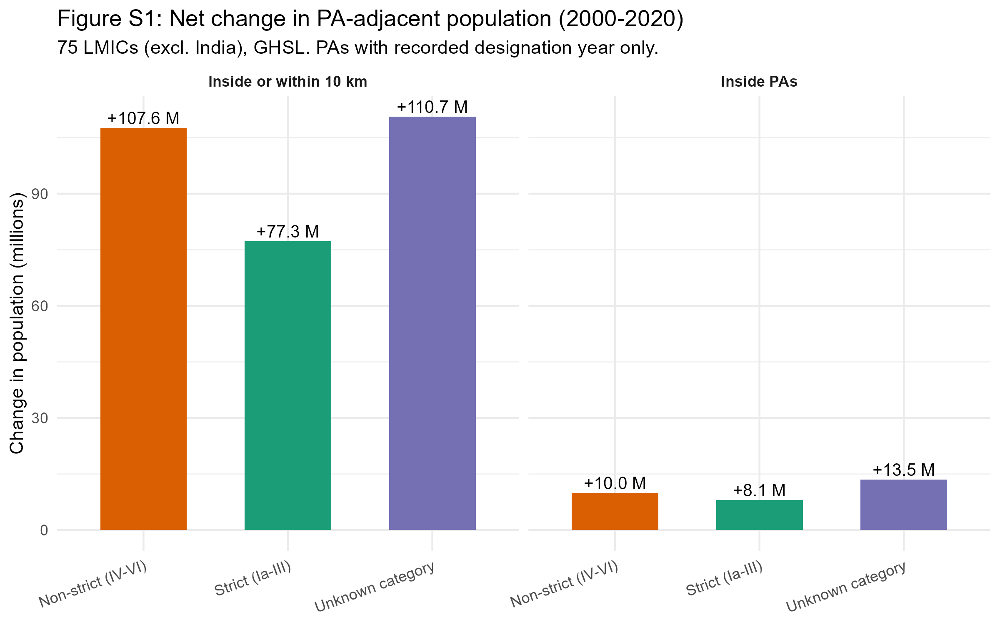 Figure S1: Net change in PA-adjacent population (2000-2020)
75 LMICs (excl. India), GHSL. PAs with recorded designation year only.
Inside or within 10 km
Inside PAs
Change in population (millions)
90
60
30
0
+107.6 M
+77.3 M
+110.7 M
+10.0 M
+8.1 M
+13.5 M
Non-strict (IV-VI)
Strict (Ia-III)
Unknown category
Non-strict (IV-VI)
Strict (Ia-III)
Unknown category